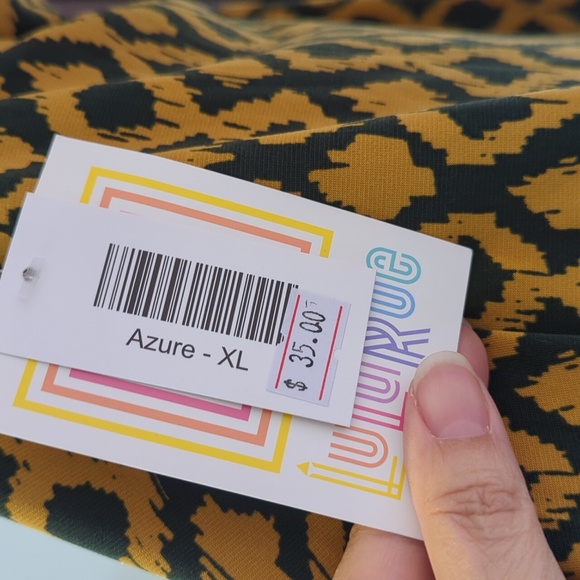 Azure - XL
$ 35.00
LuLaRoe